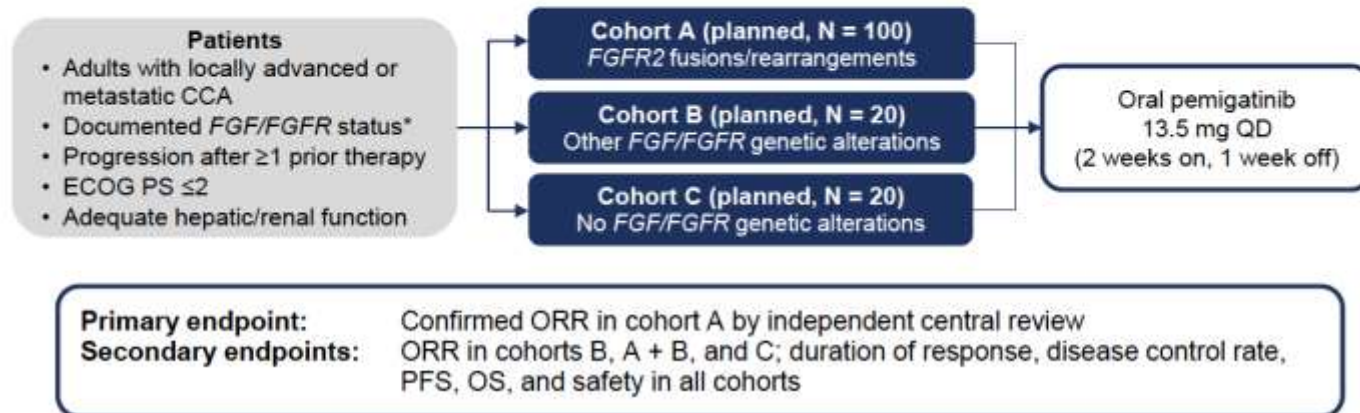 Patients
• Adults with locally advanced or
metastatic CCA
• Documented FGF/FGFR status*
• Progression after ≥1 prior therapy
• ECOG PS ≤2
• Adequate hepatic/renal function
Cohort A (planned, N = 100)
FGFR2 fusions/rearrangements
Cohort B (planned, N = 20)
Other FGF/FGFR genetic alterations
Cohort C (planned, N = 20)
No FGF/FGFR genetic alterations
Oral pemigatinib
13.5 mg QD
(2 weeks on, 1 week off)
Primary endpoint: Confirmed ORR in cohort A by independent central review
Secondary endpoints: ORR in cohorts B, A + B, and C; duration of response, disease control rate,
PFS, OS, and safety in all cohorts